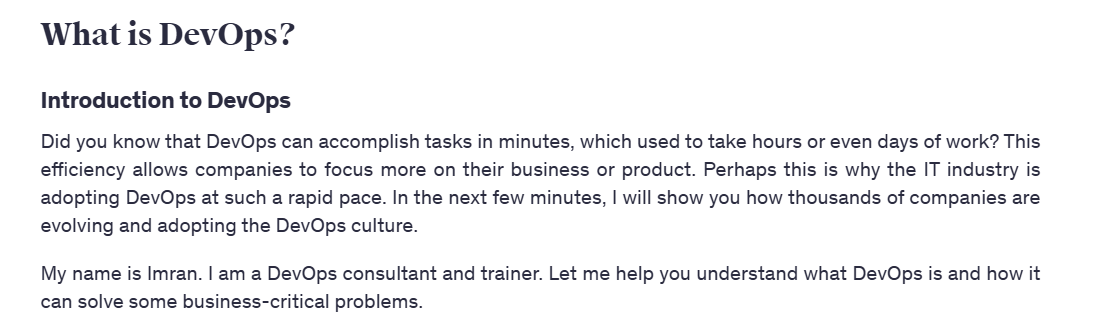 What is DevOps?
Introduction to DevOps
Did you know that DevOps can accomplish tasks in minutes, which used to take hours or even days of work? This
efficiency allows companies to focus more on their business or product. Perhaps this is why the IT industry is
adopting DevOps at such a rapid pace. In the next few minutes, I will show you how thousands of companies are
evolving and adopting the DevOps culture.
My name is Imran. I am a DevOps consultant and trainer. Let me help you understand what DevOps is and how it
can solve some business-critical problems.